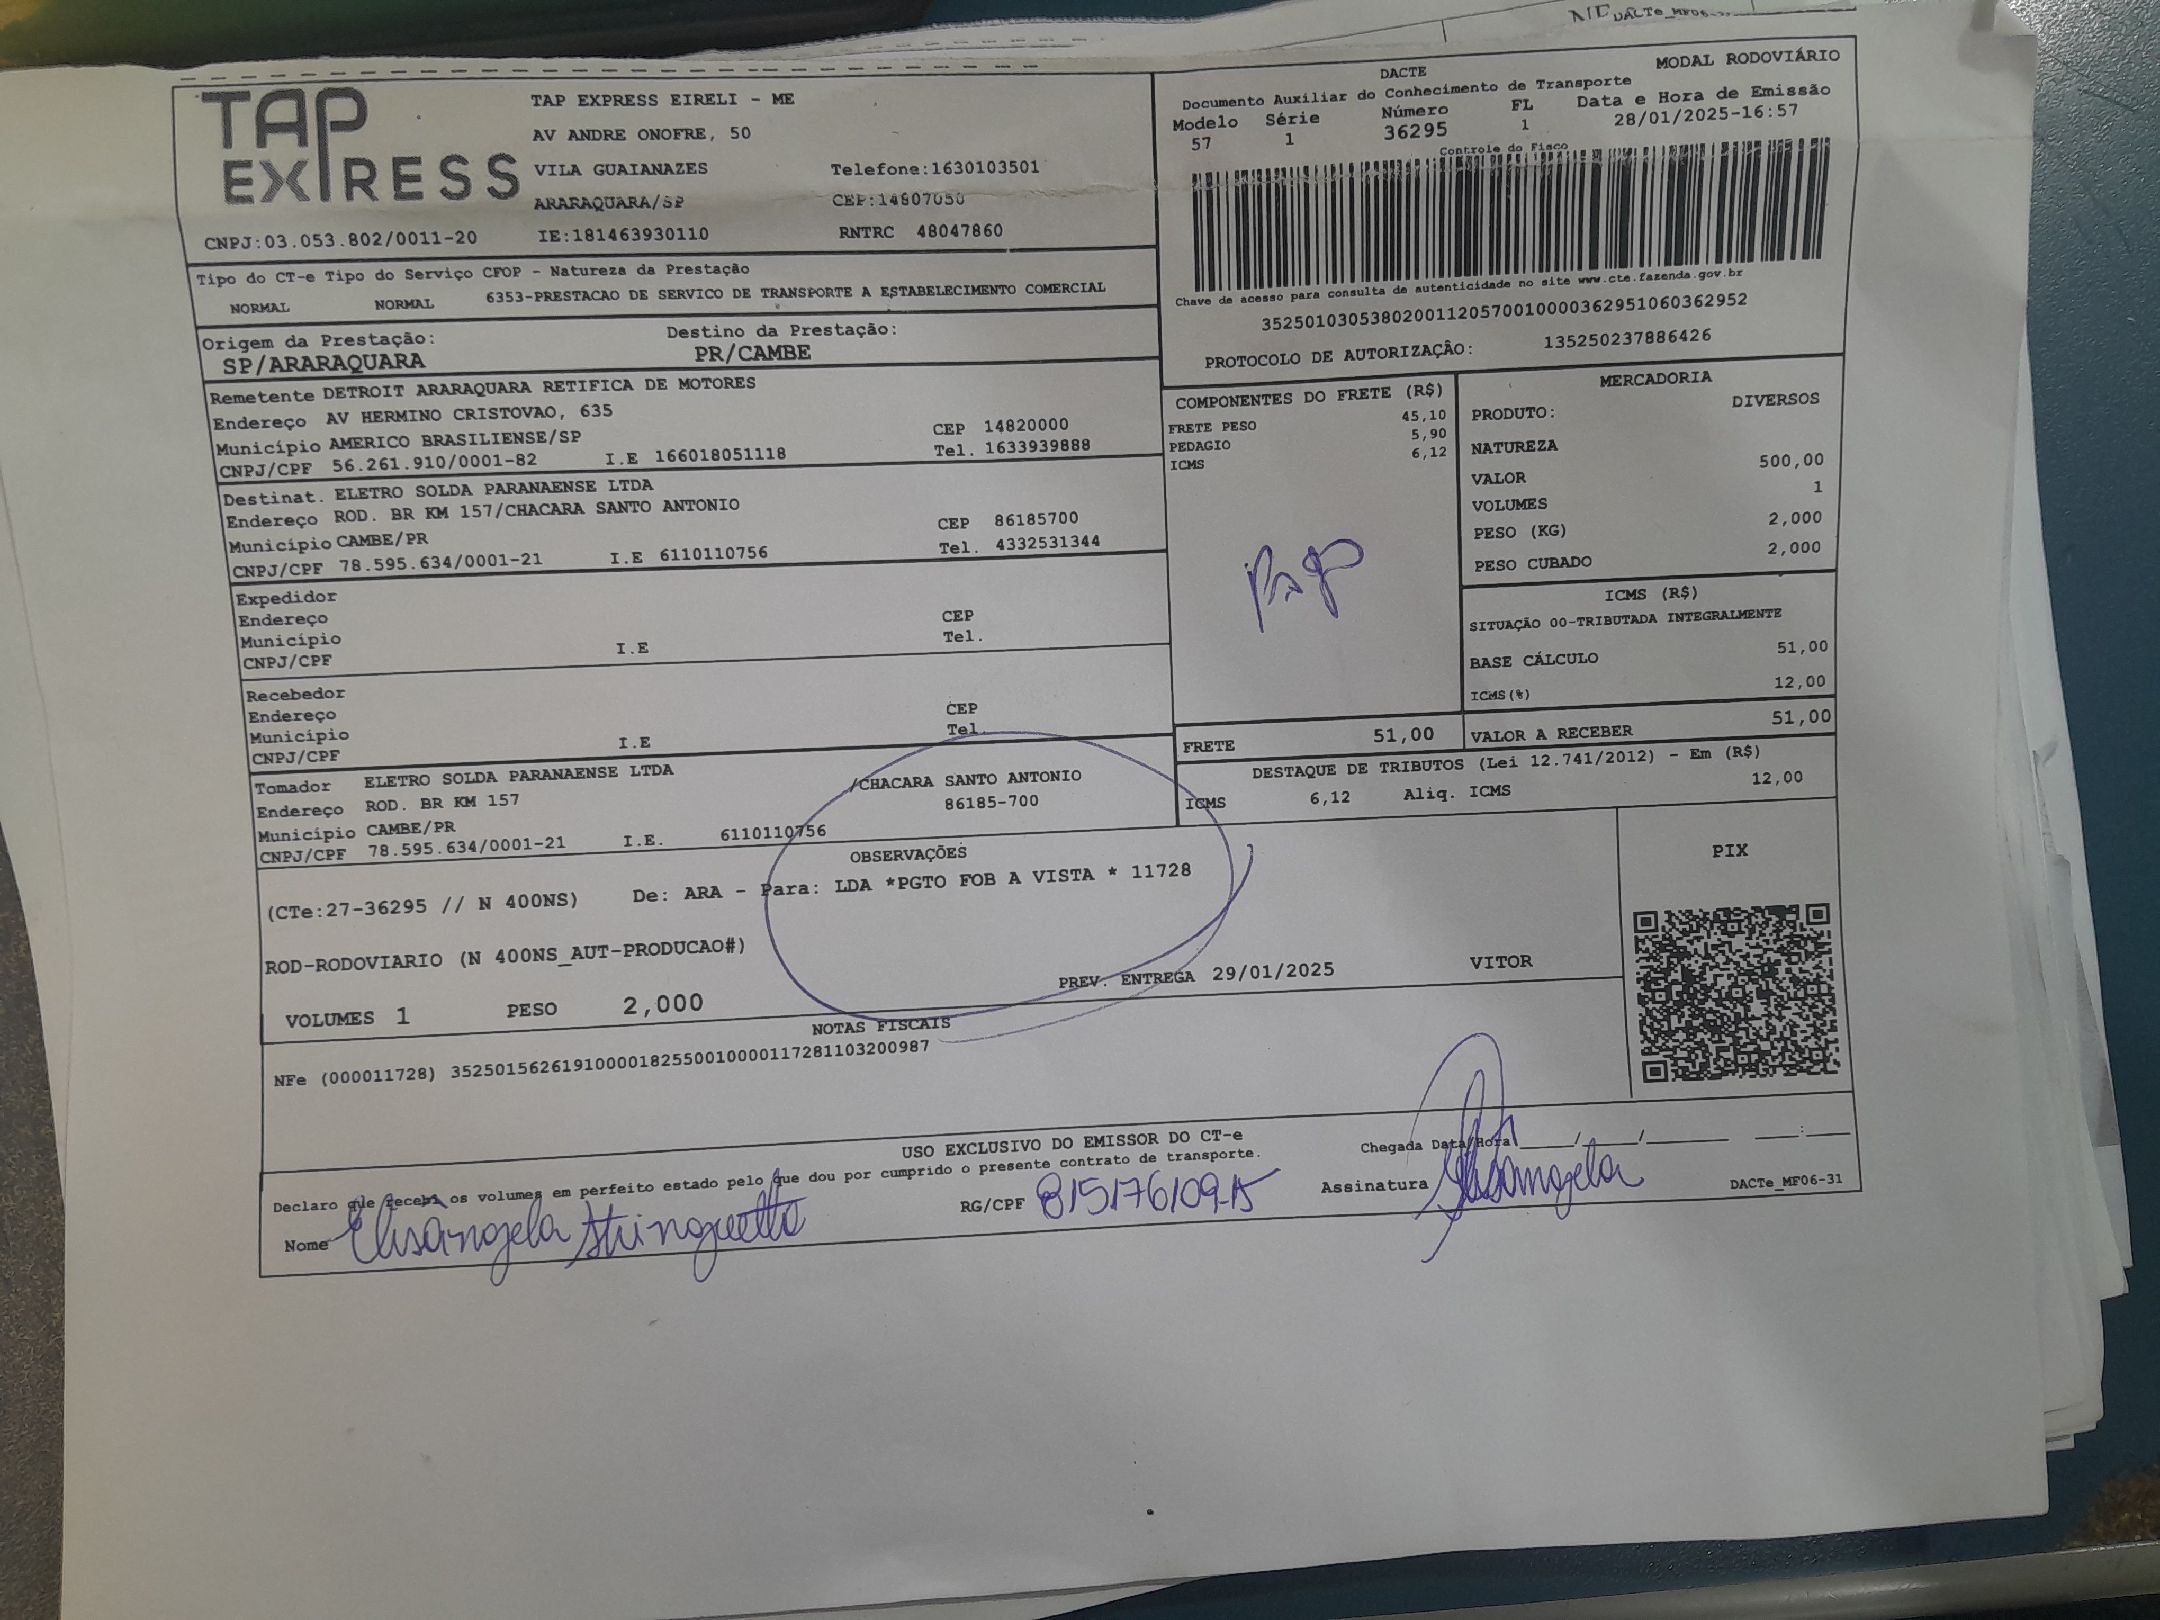 DACTe_MF06-
TAP EXPRESS
TAP EXPRESS EIRELI - ME
AV ANDRE ONOFRE, 50
VILA GUAIANAZES Telefone:1630103501
ARARAQUARA/SP CEP:14807050
CNPJ:03.053.802/0011-20 IE:181463930110 RNTRC 48047860
DACTE MODAL RODOVIÁRIO
Documento Auxiliar do Conhecimento de Transporte
Modelo Série Número FL Data e Hora de Emissão
57 1 36295 1 28/01/2025-16:57
Controle do Fisco
Chave de acesso para consulta de autenticidade no site www.cte.fazenda.gov.br
35250103053802001120570010000362951060362952
PROTOCOLO DE AUTORIZAÇÂO: 135250237886426
Tipo do CT-e Tipo do Serviço CFOP - Natureza da Prestação
NORMAL NORMAL 6353-PRESTACAO DE SERVICO DE TRANSPORTE A ESTABELECIMENTO COMERCIAL
Origem da Prestação: Destino da Prestação:
SP/ARARAQUARA PR/CAMBE
Remetente DETROIT ARARAQUARA RETIFICA DE MOTORES
Endereço AV HERMINO CRISTOVAO, 635
Município AMERICO BRASILIENSE/SP CEP 14820000
CNPJ/CPF 56.261.910/0001-82 I.E 166018051118 Tel. 1633939888
Destinat. ELETRO SOLDA PARANAENSE LTDA
Endereço ROD. BR KM 157/CHACARA SANTO ANTONIO
Município CAMBE/PR CEP 86185700
CNPJ/CPF 78.595.634/0001-21 I.E 6110110756 Tel. 4332531344
Expedidor
Endereço CEP
Município Tel.
CNPJ/CPF I.E
Recebedor
Endereço CEP
Município Tel.
CNPJ/CPF I.E
Tomador ELETRO SOLDA PARANAENSE LTDA /CHACARA SANTO ANTONIO
Endereço ROD. BR KM 157 86185-700
Município CAMBE/PR
CNPJ/CPF 78.595.634/0001-21 I.E. 6110110756
COMPONENTES DO FRETE (R$)
FRETE PESO 45,10
PEDAGIO 5,90
ICMS 6,12
MERCADORIA
PRODUTO: DIVERSOS
NATUREZA
VALOR 500,00
VOLUMES 1
PESO (KG) 2,000
PESO CUBADO 2,000
ICMS (R$)
SITUAÇÃO 00-TRIBUTADA INTEGRALMENTE
BASE CÁLCULO 51,00
ICMS(%) 12,00
FRETE 51,00 VALOR A RECEBER 51,00
DESTAQUE DE TRIBUTOS (Lei 12.741/2012) - Em (R$)
ICMS 6,12 Aliq. ICMS 12,00
OBSERVAÇÕES
(CTe:27-36295 // N 400NS) De: ARA - Para: LDA *PGTO FOB A VISTA * 11728
ROD-RODOVIARIO (N 400NS_AUT-PRODUCAO#)
PREV. ENTREGA 29/01/2025 VITOR
VOLUMES 1 PESO 2,000
PIX
NOTAS FISCAIS
NFe (000011728) 35250156261910000182550010000117281103200987
USO EXCLUSIVO DO EMISSOR DO CT-e
Declaro que recebi os volumes em perfeito estado pelo que dou por cumprido o presente contrato de transporte.
Chegada Data/Hora ____/____/____ __:__
Nome Elisângela Stringuetto RG/CPF 815176109-15 Assinatura Elisangela
DACTe_MF06-31